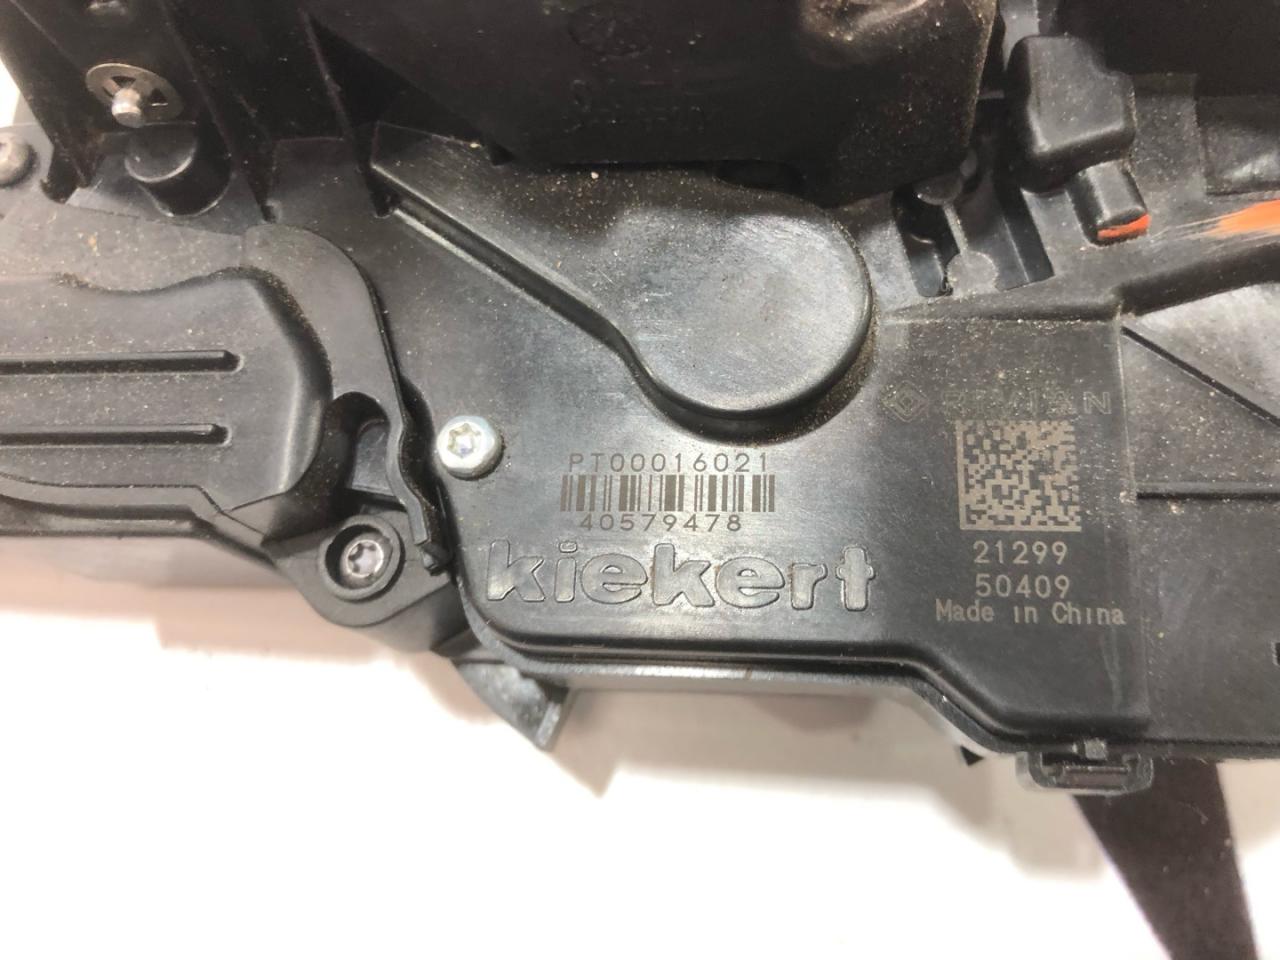 PT00016021
40579478
kiekert
21299
50409
Made in China